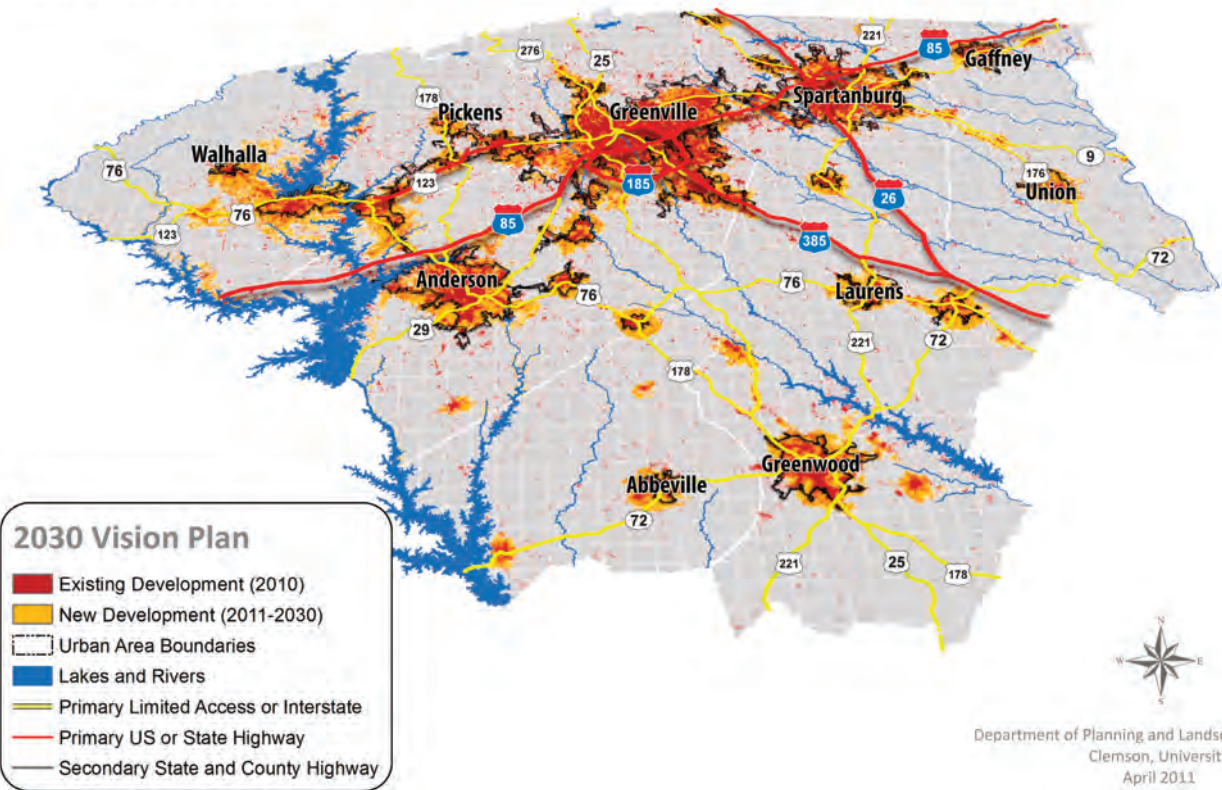 221
85
Gaffney
276
25
Spartanburg
178
Pickens
Greenville
Walhalla
76
123
9
176
Union
185
26
76
123
85
385
72
Anderson
76
76
Laurens
29
221
72
178
Greenwood
Abbeville
72
221
25
178
2030 Vision Plan
Existing Development (2010)
New Development (2011-2030)
Urban Area Boundaries
Lakes and Rivers
Primary Limited Access or Interstate
Primary US or State Highway
Secondary State and County Highway
N
W
E
S
Department of Planning and Landsc
Clemson, Universit
April 2011